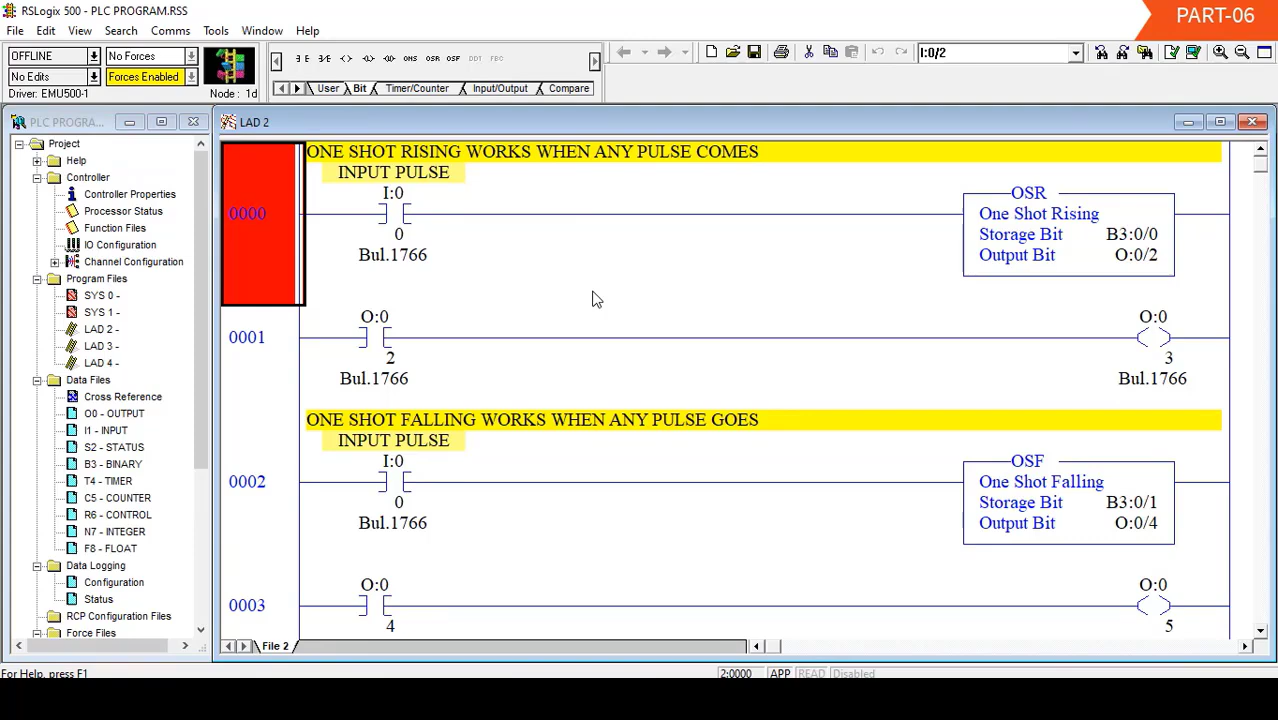 RSLogix 500 - PLC PROGRAM.RSS
PART-06
File Edit View Search Comms Tools Window Help
OFFLINE No Forces
No Edits Forces Enabled
Driver: EMU500-1 Node : 1d
ONS OSR OSF DDT FBC
User Bit Timer/Counter Input/Output Compare
I:0/2
PLC PROGRA...
Project
Help
Controller
Controller Properties
Processor Status
Function Files
IO Configuration
Channel Configuration
Program Files
SYS 0 -
SYS 1 -
LAD 2 -
LAD 3 -
LAD 4 -
Data Files
Cross Reference
O0 - OUTPUT
I1 - INPUT
S2 - STATUS
B3 - BINARY
T4 - TIMER
C5 - COUNTER
R6 - CONTROL
N7 - INTEGER
F8 - FLOAT
Data Logging
Configuration
Status
RCP Configuration Files
Force Files
LAD 2
ONE SHOT RISING WORKS WHEN ANY PULSE COMES
INPUT PULSE
I:0 OSR
0000 One Shot Rising
0 Storage Bit B3:0/0
Bul.1766 Output Bit O:0/2
O:0 O:0
0001
2 3
Bul.1766 Bul.1766
ONE SHOT FALLING WORKS WHEN ANY PULSE GOES
INPUT PULSE
I:0 OSF
0002 One Shot Falling
0 Storage Bit B3:0/1
Bul.1766 Output Bit O:0/4
O:0 O:0
0003
4 5
File 2
For Help, press F1 2:0000 APP READ Disabled